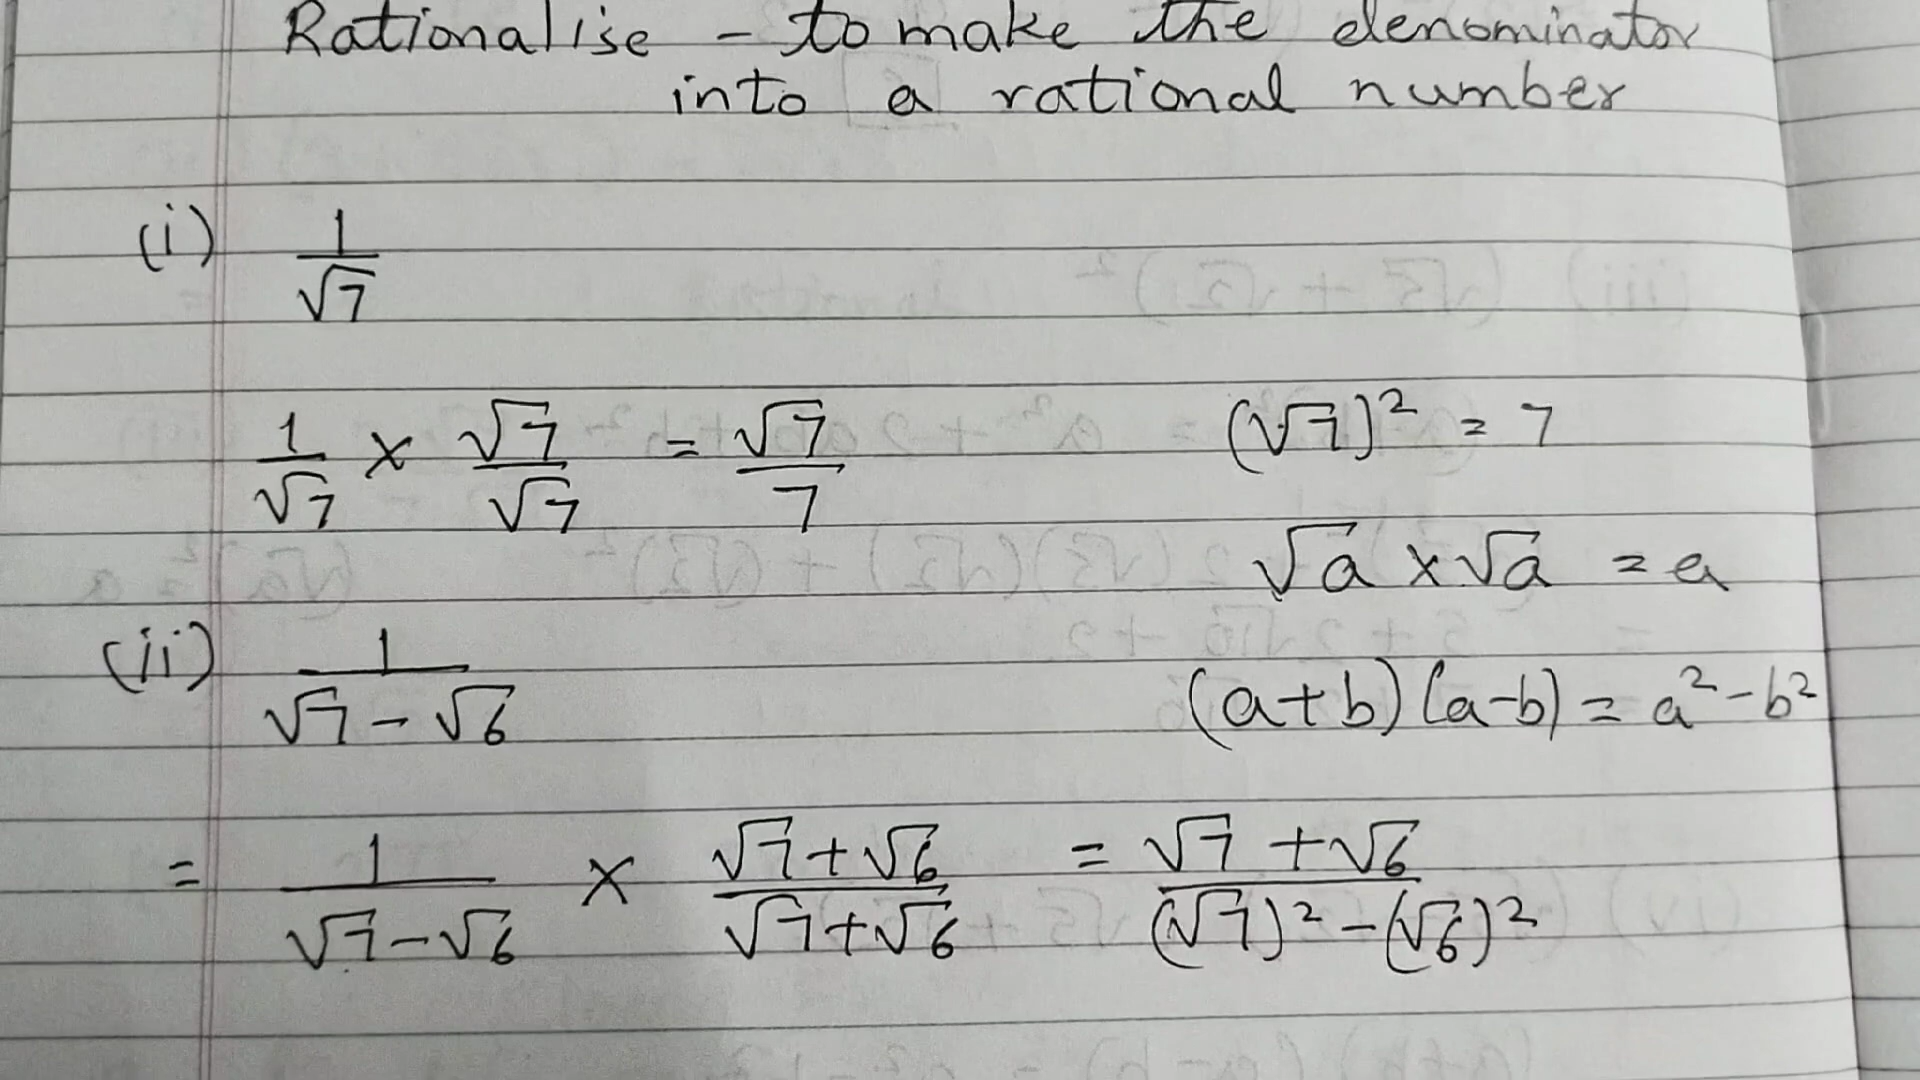 Rationalise - to make the denominator
into a rational number
(i) 1/√7
1/√7 × √7/√7 = √7/7 (√7)² = 7
√a × √a = a
(ii) 1/(√7-√6) (a+b)(a-b) = a²-b²
= 1/(√7-√6) × (√7+√6)/(√7+√6) = (√7+√6)/((√7)²-(√6)²)